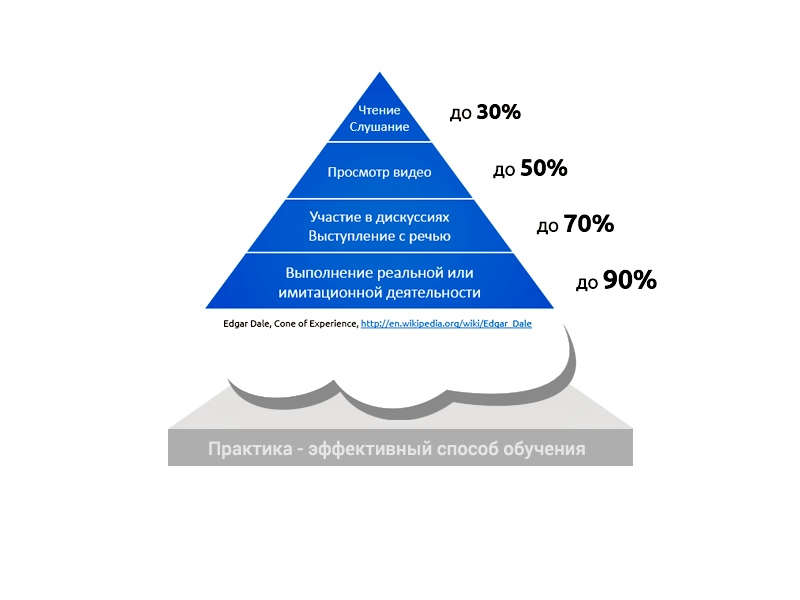 Чтение
Слушание
до 30%
Просмотр видео
до 50%
Участие в дискуссиях
Выступление с речью
до 70%
Выполнение реальной или
имитационной деятельности
до 90%
Edgar Dale, Cone of Experience, http://en.wikipedia.org/wiki/Edgar_Dale
Практика - эффективный способ обучения